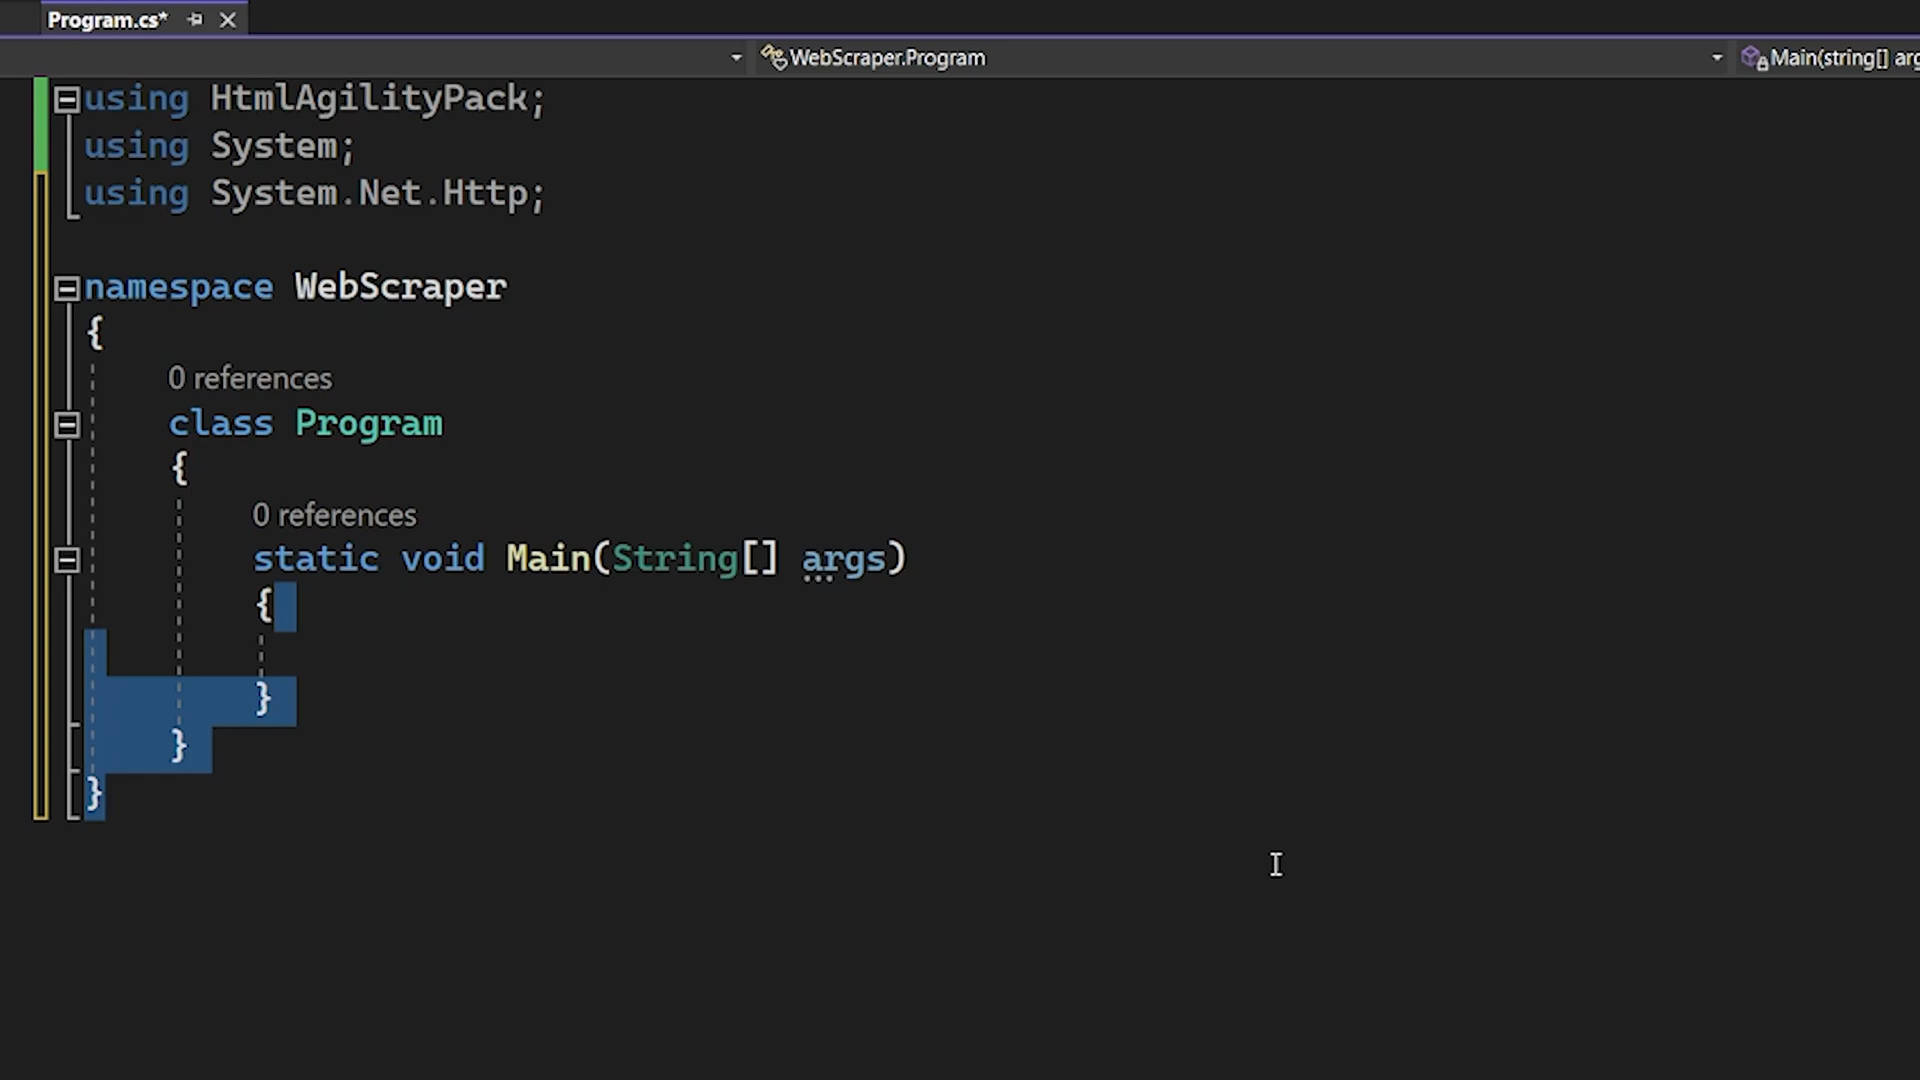 Program.cs*
WebScraper.Program
Main(string[] arg
using HtmlAgilityPack;
using System;
using System.Net.Http;
namespace WebScraper
{
0 references
class Program
{
0 references
static void Main(String[] args)
{
}
}
}